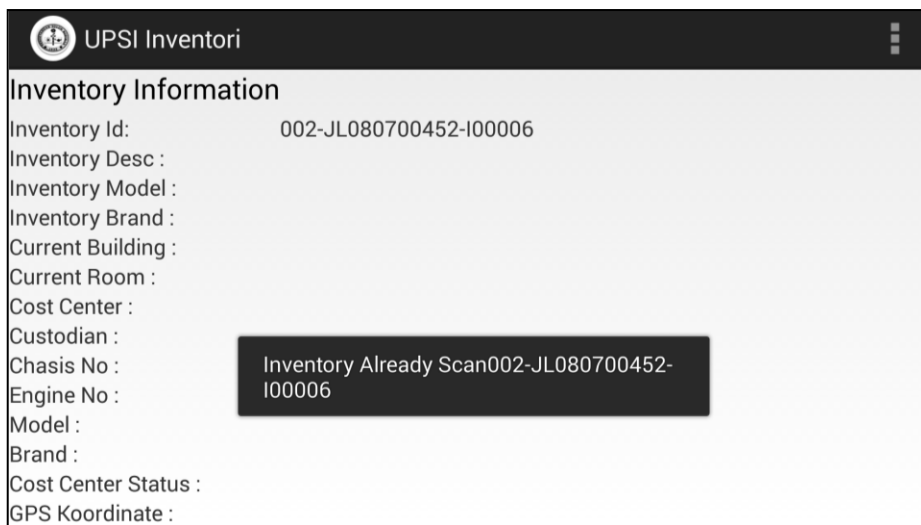 UPSI Inventori
Inventory Information
Inventory Id: 002-JL080700452-I00006
Inventory Desc :
Inventory Model :
Inventory Brand :
Current Building :
Current Room :
Cost Center :
Custodian :
Chasis No :
Engine No :
Model :
Brand :
Cost Center Status :
GPS Koordinate :
Inventory Already Scan002-JL080700452-
I00006